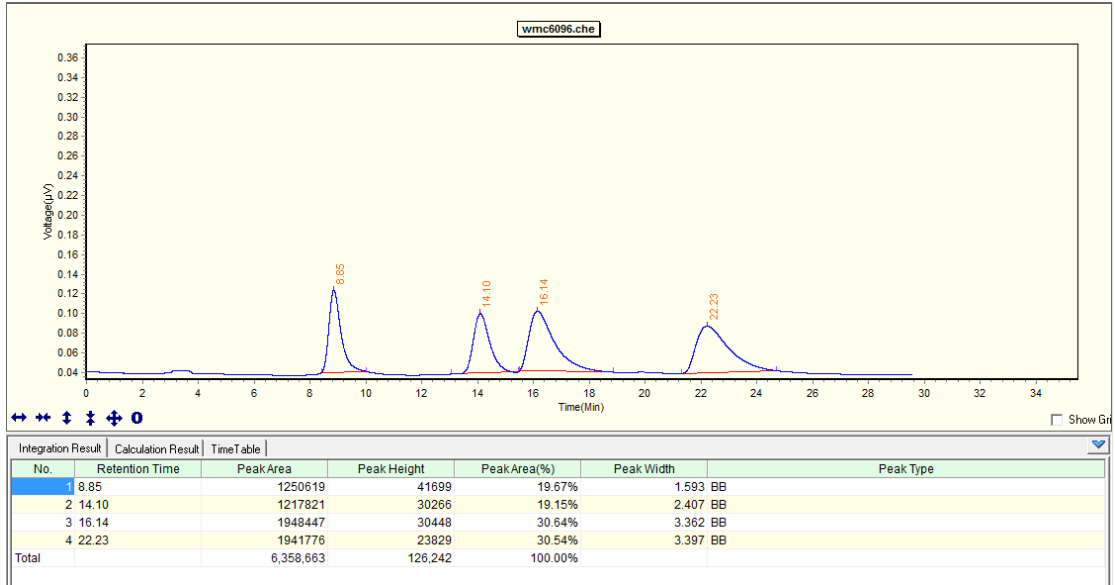 wmc6096.che
0.36
0.34
0.32
0.30
0.28
0.26
0.24
0.22
0.20
0.18
0.16
0.14
0.12
0.10
0.08
0.06
0.04
Voltage(µV)
8.85
14.10
16.14
22.23
0 2 4 6 8 10 12 14 16 18 20 22 24 26 28 30 32 34
Time(Min)
0 Show Gri
Integration Result Calculation Result TimeTable
No. Retention Time PeakArea Peak Height PeakArea(%) Peak Width Peak Type
1 8.85 1250619 41699 19.67% 1.593 BB
2 14.10 1217821 30266 19.15% 2.407 BB
3 16.14 1948447 30448 30.64% 3.362 BB
4 22.23 1941776 23829 30.54% 3.397 BB
Total 6,358,663 126,242 100.00%